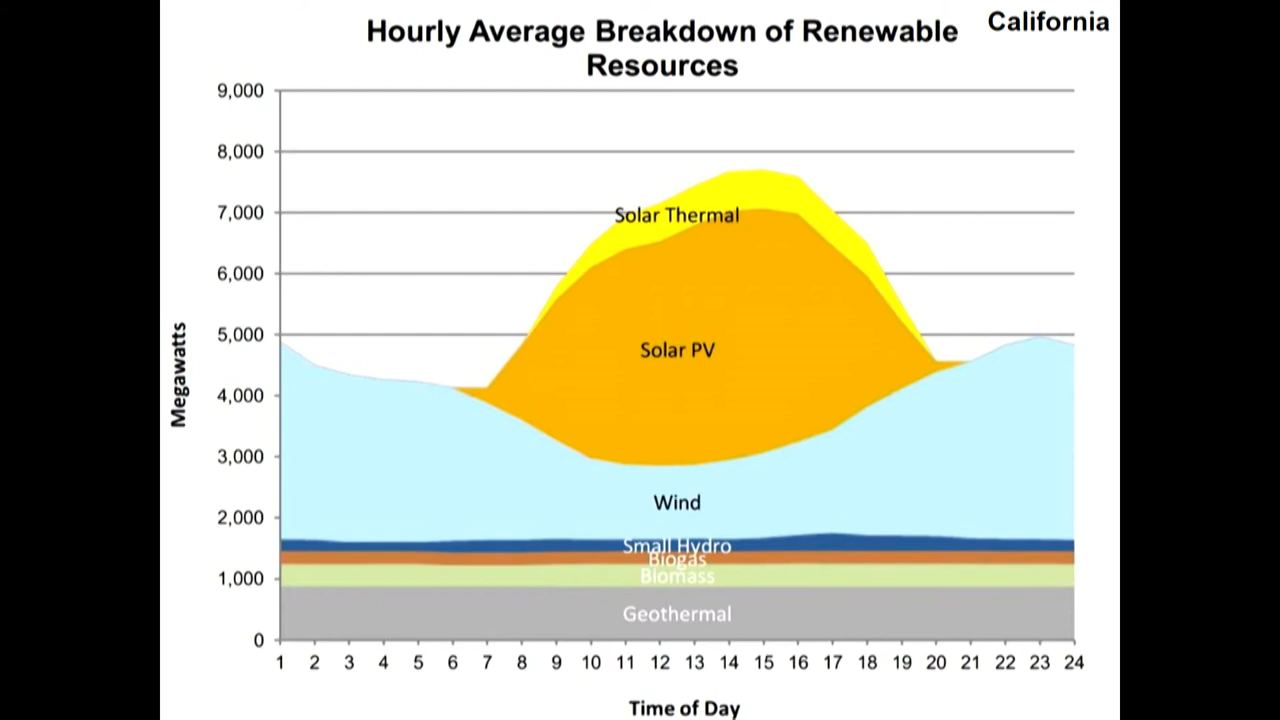 Hourly Average Breakdown of Renewable
Resources
California
9,000
8,000
7,000
6,000
5,000
4,000
3,000
2,000
1,000
0
Megawatts
Solar Thermal
Solar PV
Wind
Small Hydro
Biogas
Biomass
Geothermal
1 2 3 4 5 6 7 8 9 10 11 12 13 14 15 16 17 18 19 20 21 22 23 24
Time of Day